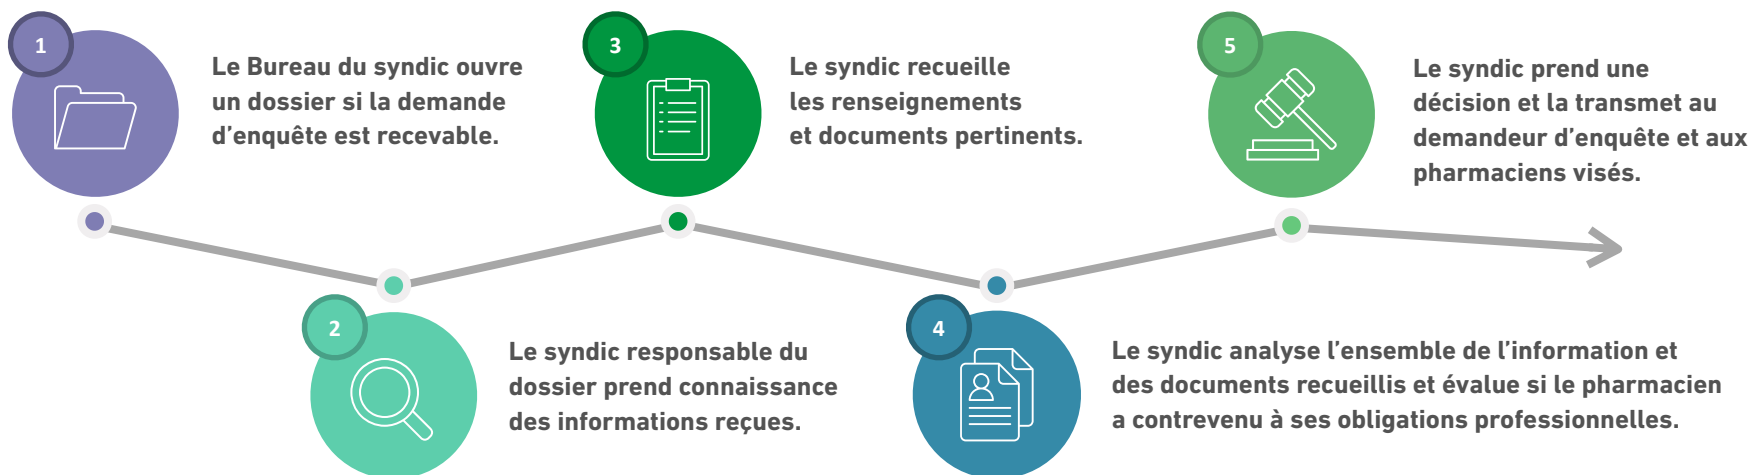 1
Le Bureau du syndic ouvre
un dossier si la demande
d’enquête est recevable.
2
Le syndic responsable du
dossier prend connaissance
des informations reçues.
3
Le syndic recueille
les renseignements
et documents pertinents.
4
Le syndic analyse l’ensemble de l’information et
des documents recueillis et évalue si le pharmacien
a contrevenu à ses obligations professionnelles.
5
Le syndic prend une
décision et la transmet au
demandeur d’enquête et aux
pharmaciens visés.